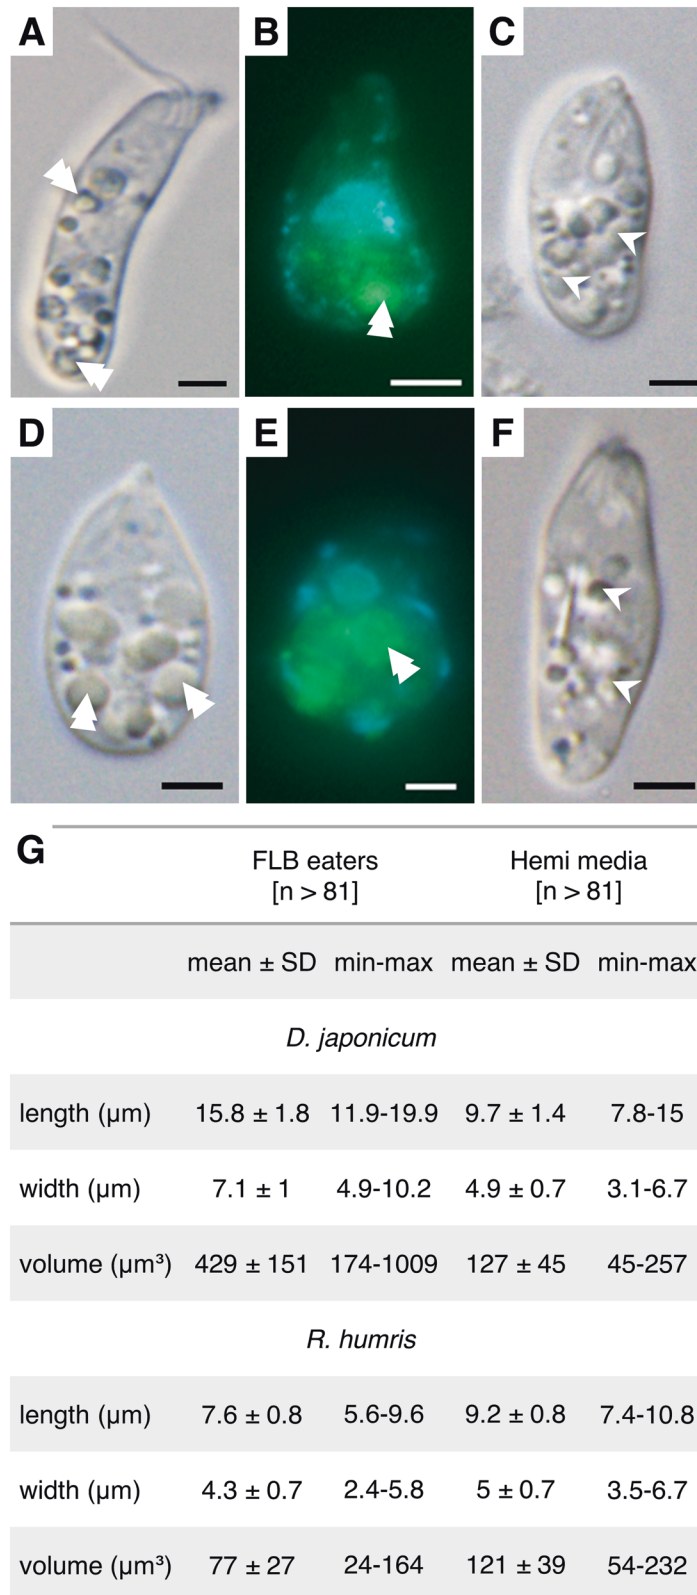 A
B
C
D
E
F
G
FLB eaters Hemi media
[n > 81] [n > 81]
mean ± SD min-max mean ± SD min-max
D. japonicum
length (µm) 15.8 ± 1.8 11.9-19.9 9.7 ± 1.4 7.8-15
width (µm) 7.1 ± 1 4.9-10.2 4.9 ± 0.7 3.1-6.7
volume (µm³) 429 ± 151 174-1009 127 ± 45 45-257
R. humris
length (µm) 7.6 ± 0.8 5.6-9.6 9.2 ± 0.8 7.4-10.8
width (µm) 4.3 ± 0.7 2.4-5.8 5 ± 0.7 3.5-6.7
volume (µm³) 77 ± 27 24-164 121 ± 39 54-232